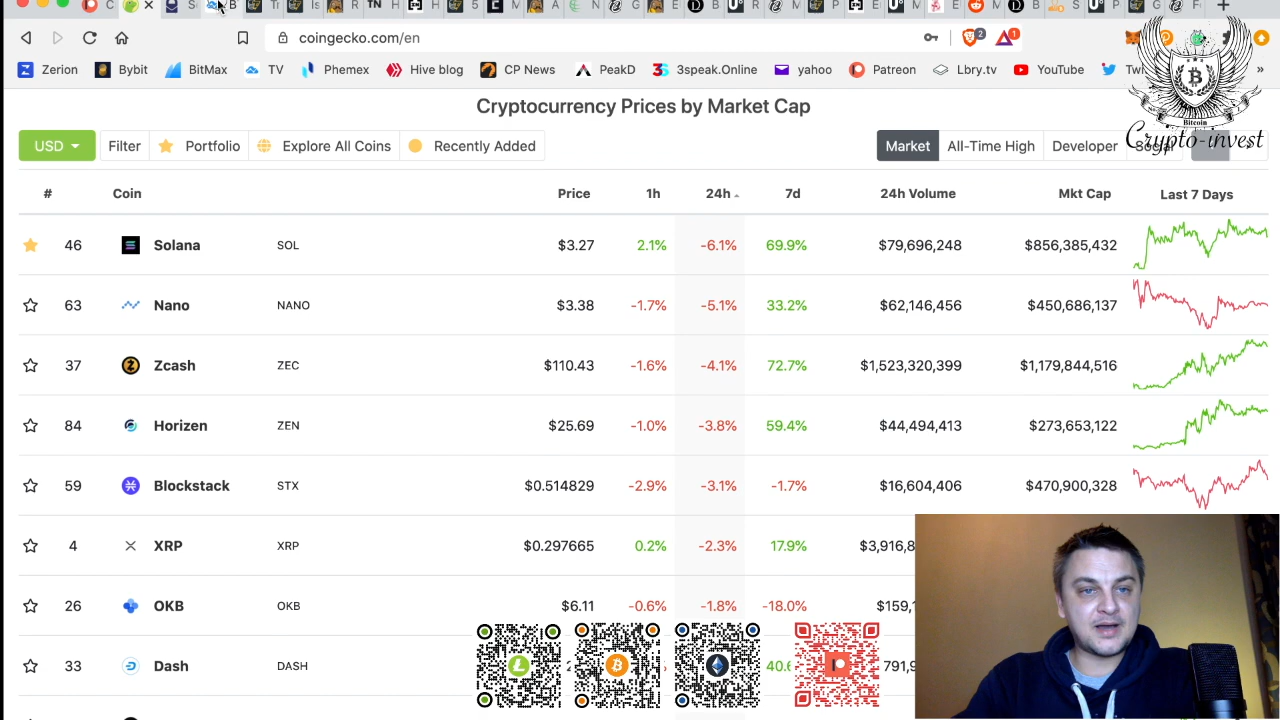 coingecko.com/en
2
1
Zerion
Bybit
BitMax
TV
Phemex
Hive blog
CP News
PeakD
3speak.Online
yahoo
Patreon
Lbry.tv
YouTube
»
Bitcoin
Crypto-invest
Cryptocurrency Prices by Market Cap
USD
Filter
Portfolio
Explore All Coins
Recently Added
Market
All-Time High
Developer
# Coin Price 1h 24h 7d 24h Volume Mkt Cap Last 7 Days
46 Solana SOL $3.27 2.1% -6.1% 69.9% $79,696,248 $856,385,432
63 Nano NANO $3.38 -1.7% -5.1% 33.2% $62,146,456 $450,686,137
37 Zcash ZEC $110.43 -1.6% -4.1% 72.7% $1,523,320,399 $1,179,844,516
84 Horizen ZEN $25.69 -1.0% -3.8% 59.4% $44,494,413 $273,653,122
59 Blockstack STX $0.514829 -2.9% -3.1% -1.7% $16,604,406 $470,900,328
4 XRP XRP $0.297665 0.2% -2.3% 17.9% $3,916,8
26 OKB OKB $6.11 -0.6% -1.8% -18.0% $159,1
33 Dash DASH